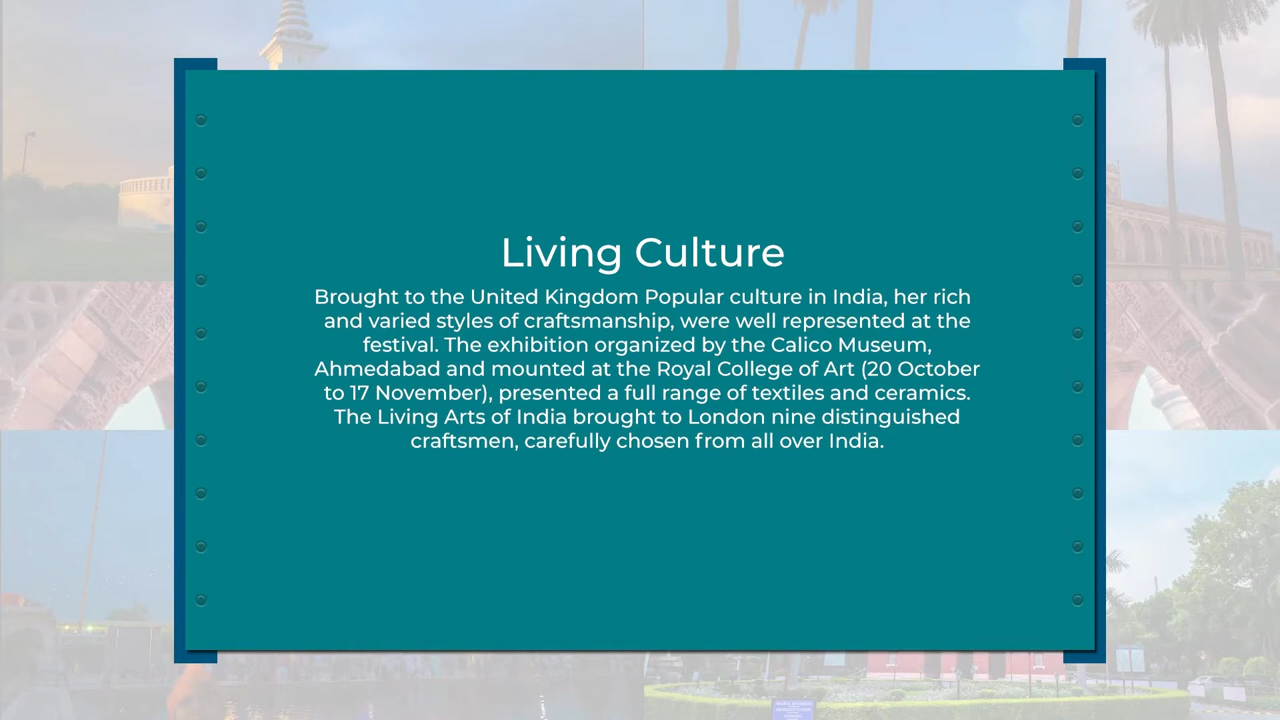 Living Culture
Brought to the United Kingdom Popular culture in India, her rich
and varied styles of craftsmanship, were well represented at the
festival. The exhibition organized by the Calico Museum,
Ahmedabad and mounted at the Royal College of Art (20 October
to 17 November), presented a full range of textiles and ceramics.
The Living Arts of India brought to London nine distinguished
craftsmen, carefully chosen from all over India.